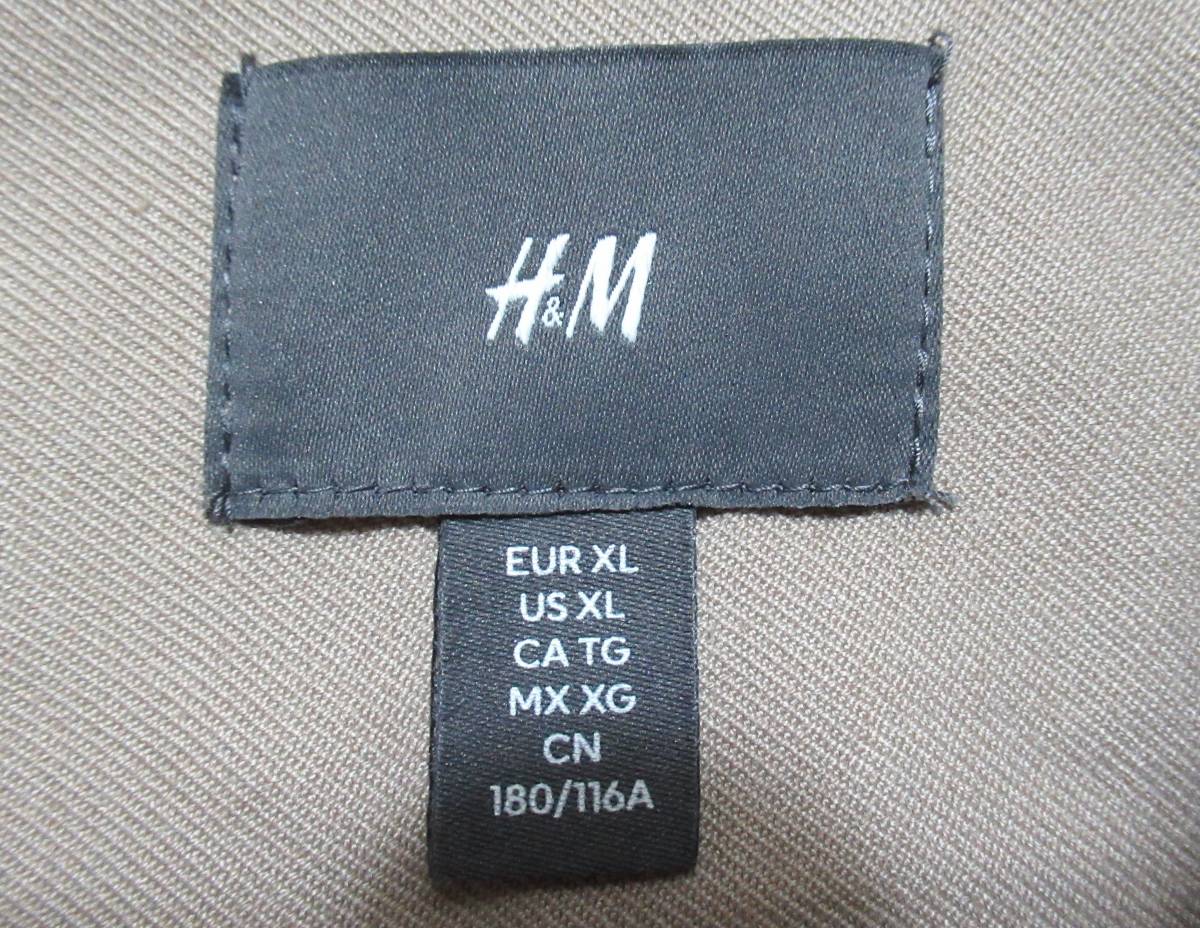 H&M
EUR XL
US XL
CA TG
MX XG
CN
180/116A